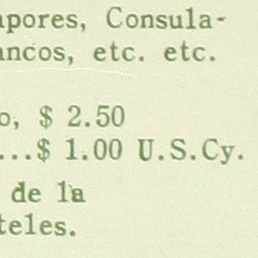 apores, Consula-
ancos, etc. etc.
o, $ 2.50
...$ 1.00 U.S.Cy.
de la
teles.